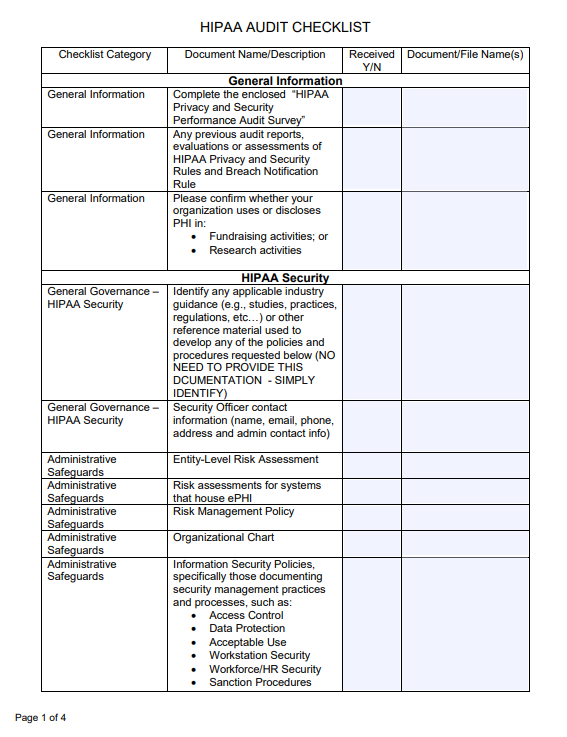 HIPAA AUDIT CHECKLIST
Checklist Category Document Name/Description Received Y/N Document/File Name(s)
General Information
General Information Complete the enclosed “HIPAA
Privacy and Security
Performance Audit Survey”
General Information Any previous audit reports,
evaluations or assessments of
HIPAA Privacy and Security
Rules and Breach Notification
Rule
General Information Please confirm whether your
organization uses or discloses
PHI in:
• Fundraising activities; or
• Research activities
HIPAA Security
General Governance – Identify any applicable industry
HIPAA Security guidance (e.g., studies, practices,
regulations, etc…) or other
reference material used to
develop any of the policies and
procedures requested below (NO
NEED TO PROVIDE THIS
DCUMENTATION - SIMPLY
IDENTIFY)
General Governance – Security Officer contact
HIPAA Security information (name, email, phone,
address and admin contact info)
Administrative Entity-Level Risk Assessment
Safeguards
Administrative Risk assessments for systems
Safeguards that house ePHI
Administrative Risk Management Policy
Safeguards
Administrative Organizational Chart
Safeguards
Administrative Information Security Policies,
Safeguards specifically those documenting
security management practices
and processes, such as:
• Access Control
• Data Protection
• Acceptable Use
• Workstation Security
• Workforce/HR Security
• Sanction Procedures
Page 1 of 4